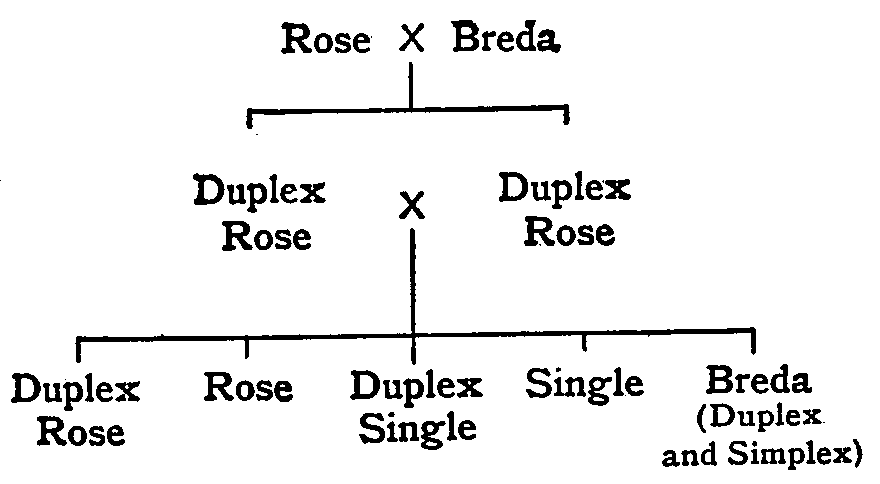 Rose X Breda
Duplex
Rose
X
Duplex
Rose
Duplex
Rose
Rose
Duplex
Single
Single
Breda
(Duplex
and Simplex)